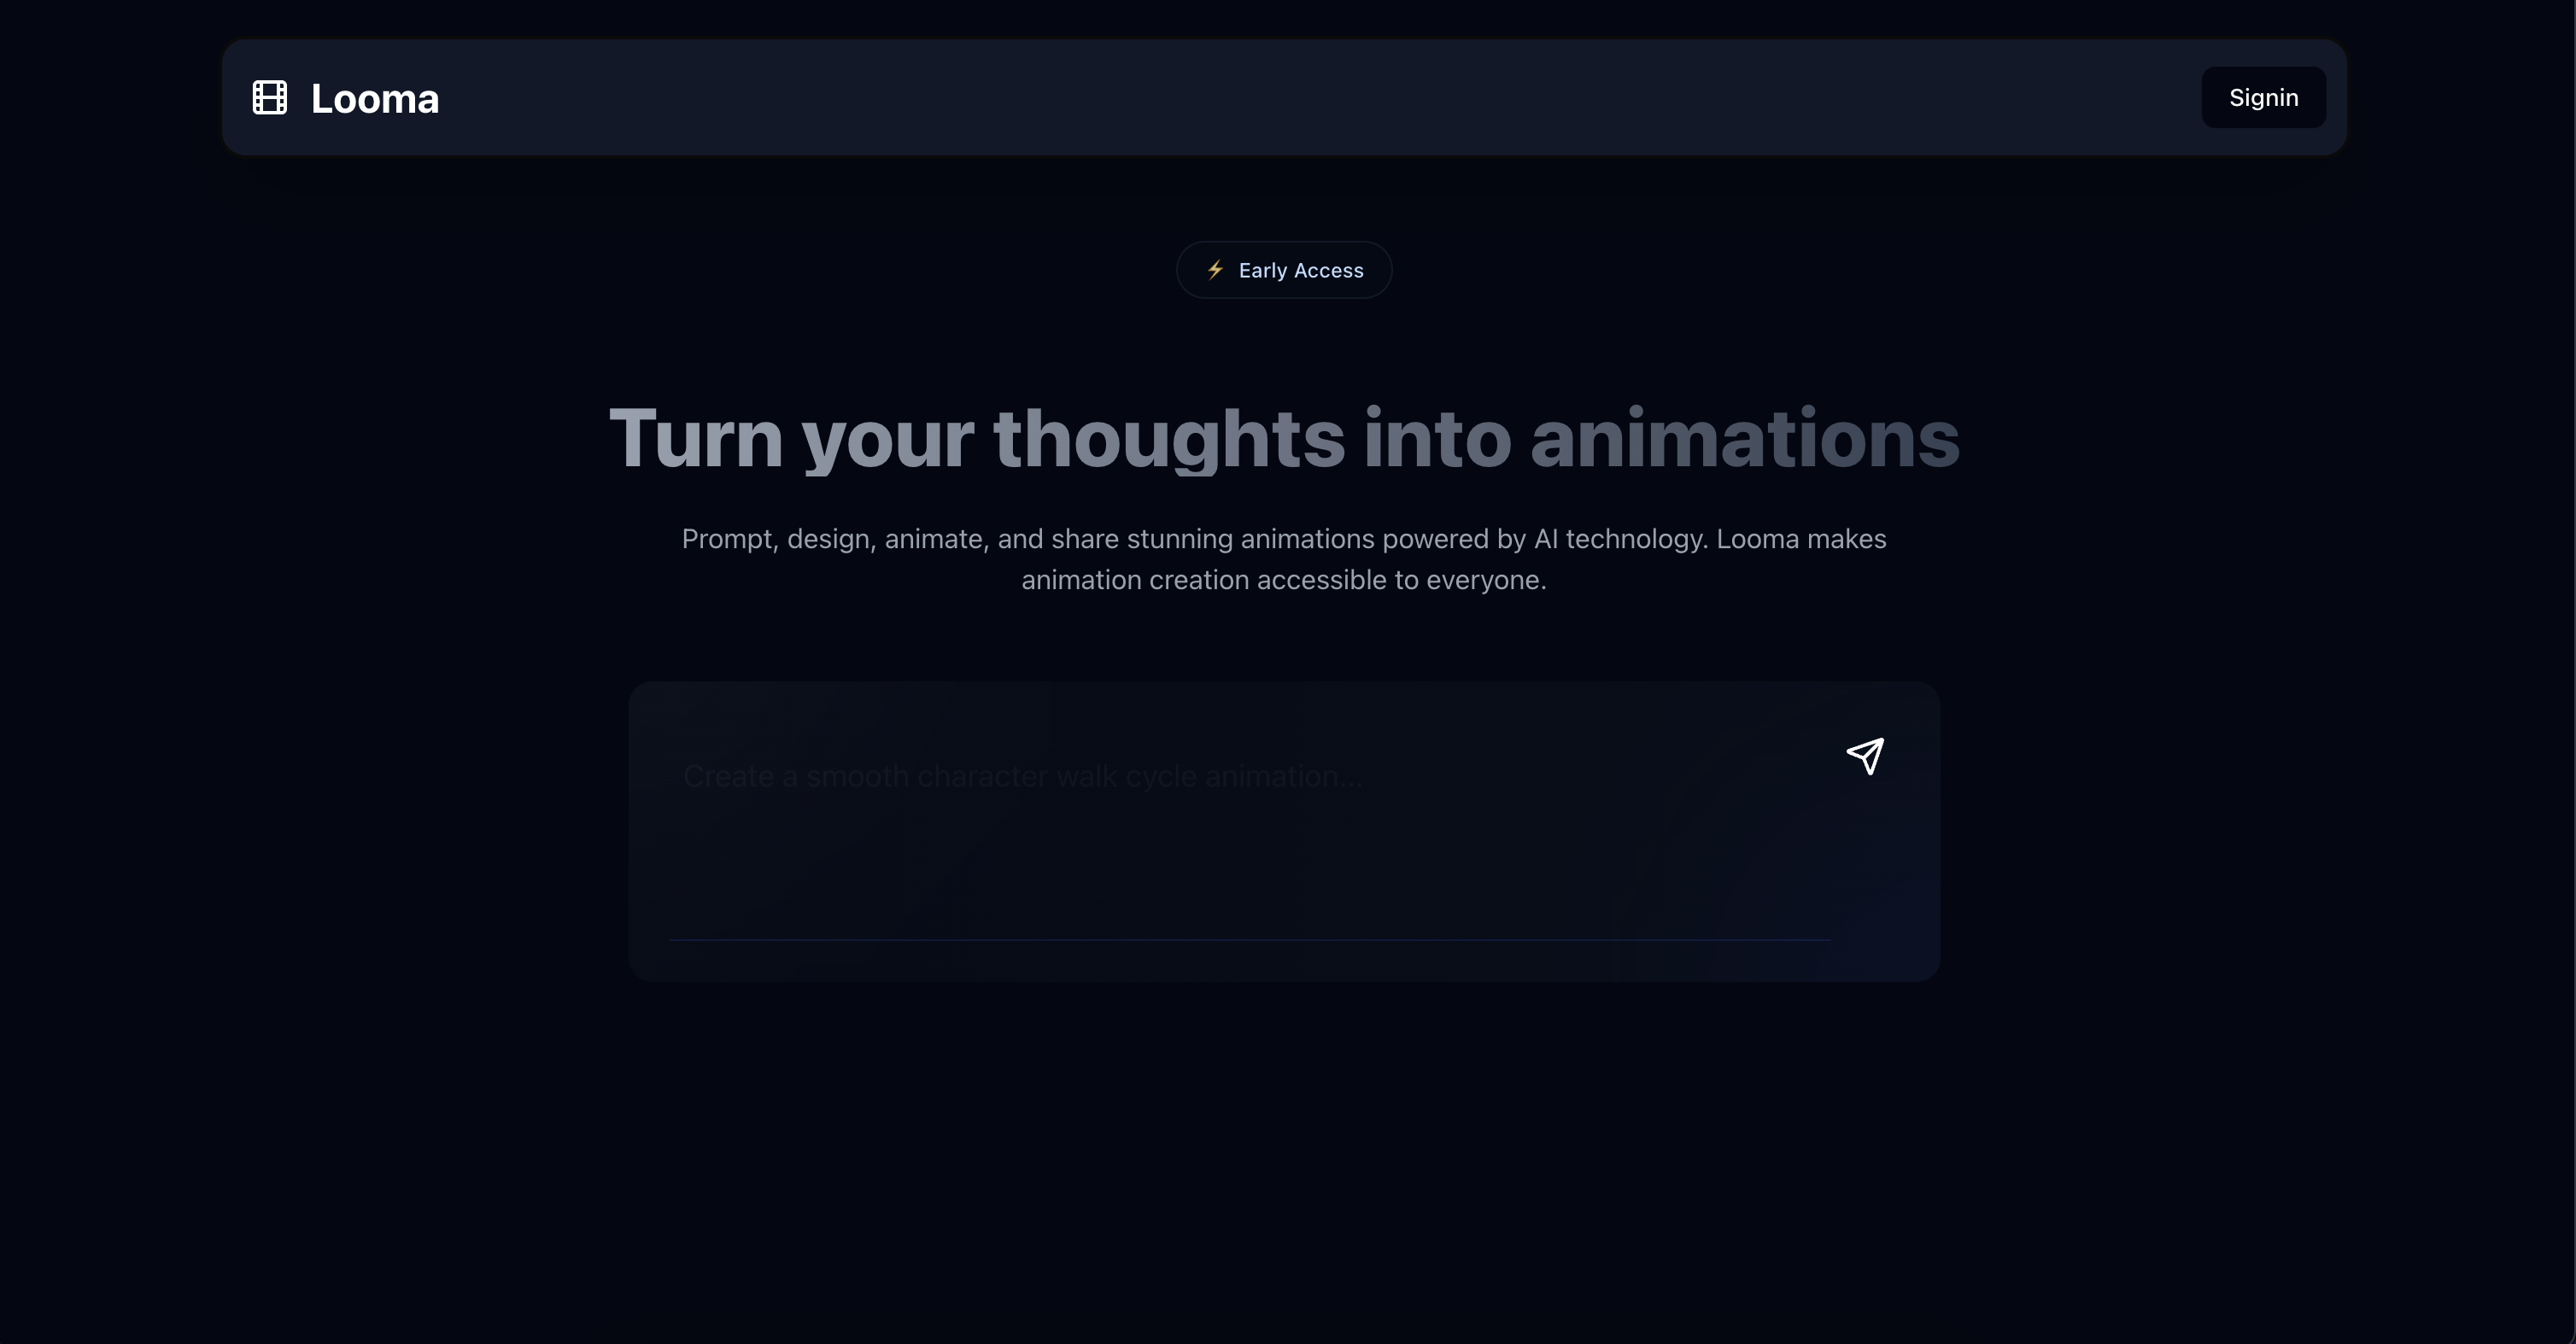 Looma
Signin
⚡ Early Access
Turn your thoughts into animations
Prompt, design, animate, and share stunning animations powered by AI technology. Looma makes
animation creation accessible to everyone.
Create a smooth character walk cycle animation...